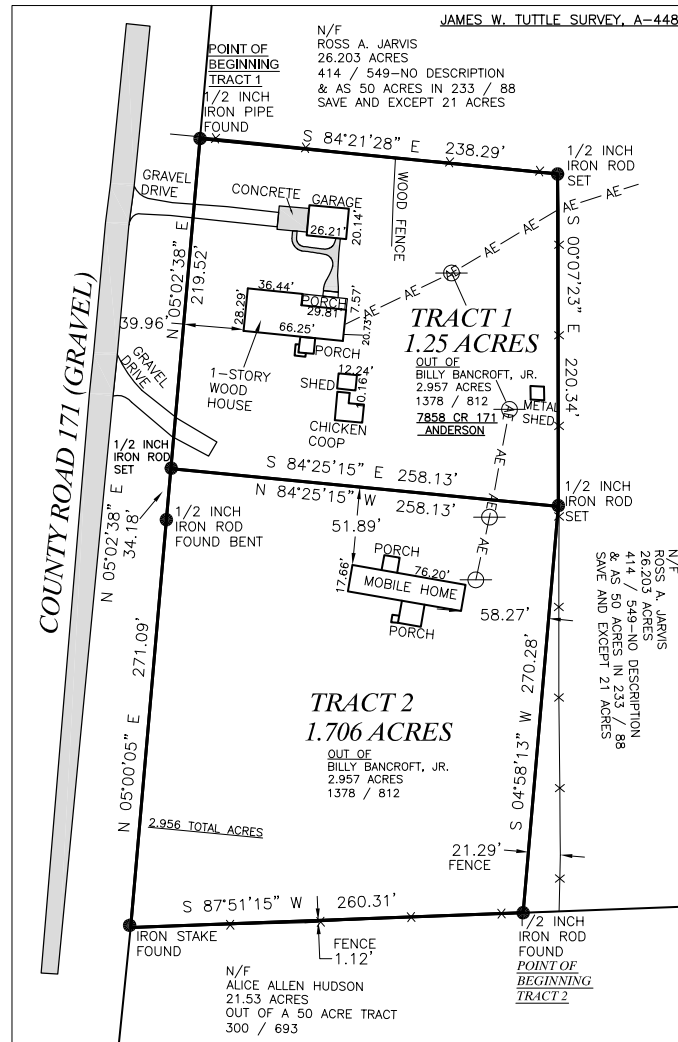 JAMES W. TUTTLE SURVEY, A-448
N/F
ROSS A. JARVIS
26.203 ACRES
414 / 549-NO DESCRIPTION
& AS 50 ACRES IN 233 / 88
SAVE AND EXCEPT 21 ACRES
POINT OF
BEGINNING
TRACT 1
1/2 INCH
IRON PIPE
FOUND
S 84°21'28" E 238.29'
1/2 INCH
IRON ROD
SET
GRAVEL
DRIVE
CONCRETE
GARAGE
26.21'
20.14'
WOOD FENCE
AE AE AE AE AE AE
S 00°07'23" E 220.34'
N 05°02'38" E
219.52'
39.96'
36.44'
28.29'
PORCH
29.81'
7.57'
66.25'
20.73'
PORCH
1-STORY
WOOD
HOUSE
12.24'
SHED
10.16'
CHICKEN
COOP
TRACT 1
1.25 ACRES
OUT OF
BILLY BANCROFT, JR.
2.957 ACRES
1378 / 812
7858 CR 171
ANDERSON
METAL
SHED
AE
AE
AE
AE
AE
GRAVEL
DRIVE
COUNTY ROAD 171 (GRAVEL)
1/2 INCH
IRON ROD
SET
S 84°25'15" E 258.13'
N 84°25'15" W 258.13'
1/2 INCH
IRON ROD
SET
N 05°02'38" E
34.18'
1/2 INCH
IRON ROD
FOUND BENT
51.89'
PORCH
76.20'
17.66'
MOBILE HOME
PORCH
58.27'
N/F
ROSS A. JARVIS
26.203 ACRES
414 / 549-NO DESCRIPTION
& AS 50 ACRES IN 233 / 88
SAVE AND EXCEPT 21 ACRES
N 05°00'05" E 271.09'
S 04°58'13" W 270.28'
TRACT 2
1.706 ACRES
OUT OF
BILLY BANCROFT, JR.
2.957 ACRES
1378 / 812
2.956 TOTAL ACRES
21.29'
FENCE
S 87°51'15" W 260.31'
IRON STAKE
FOUND
FENCE
1.12'
1/2 INCH
IRON ROD
FOUND
POINT OF
BEGINNING
TRACT 2
N/F
ALICE ALLEN HUDSON
21.53 ACRES
OUT OF A 50 ACRE TRACT
300 / 693